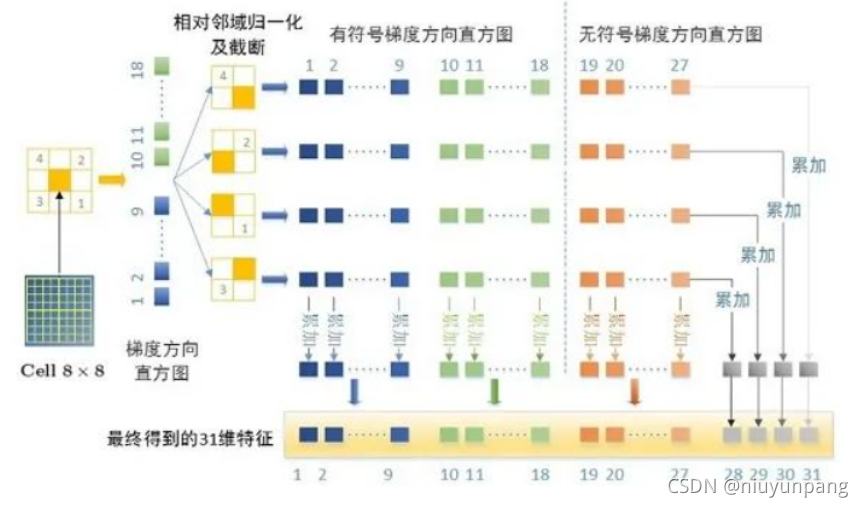 相对邻域归一化
及截断
有符号梯度方向直方图
无符号梯度方向直方图
18
11
10
9
2
1
4
2
3
1
4
2
1
3
1 2 9 10 11 18 19 20 27
累加
累加
累加
累加
累加 累加 累加 累加 累加 累加 累加 累加 累加
Cell 8 × 8
梯度方向
直方图
最终得到的31维特征
1 2 9 10 11 18 19 20 27 28 29 30 31
CSDN @niuyunpang